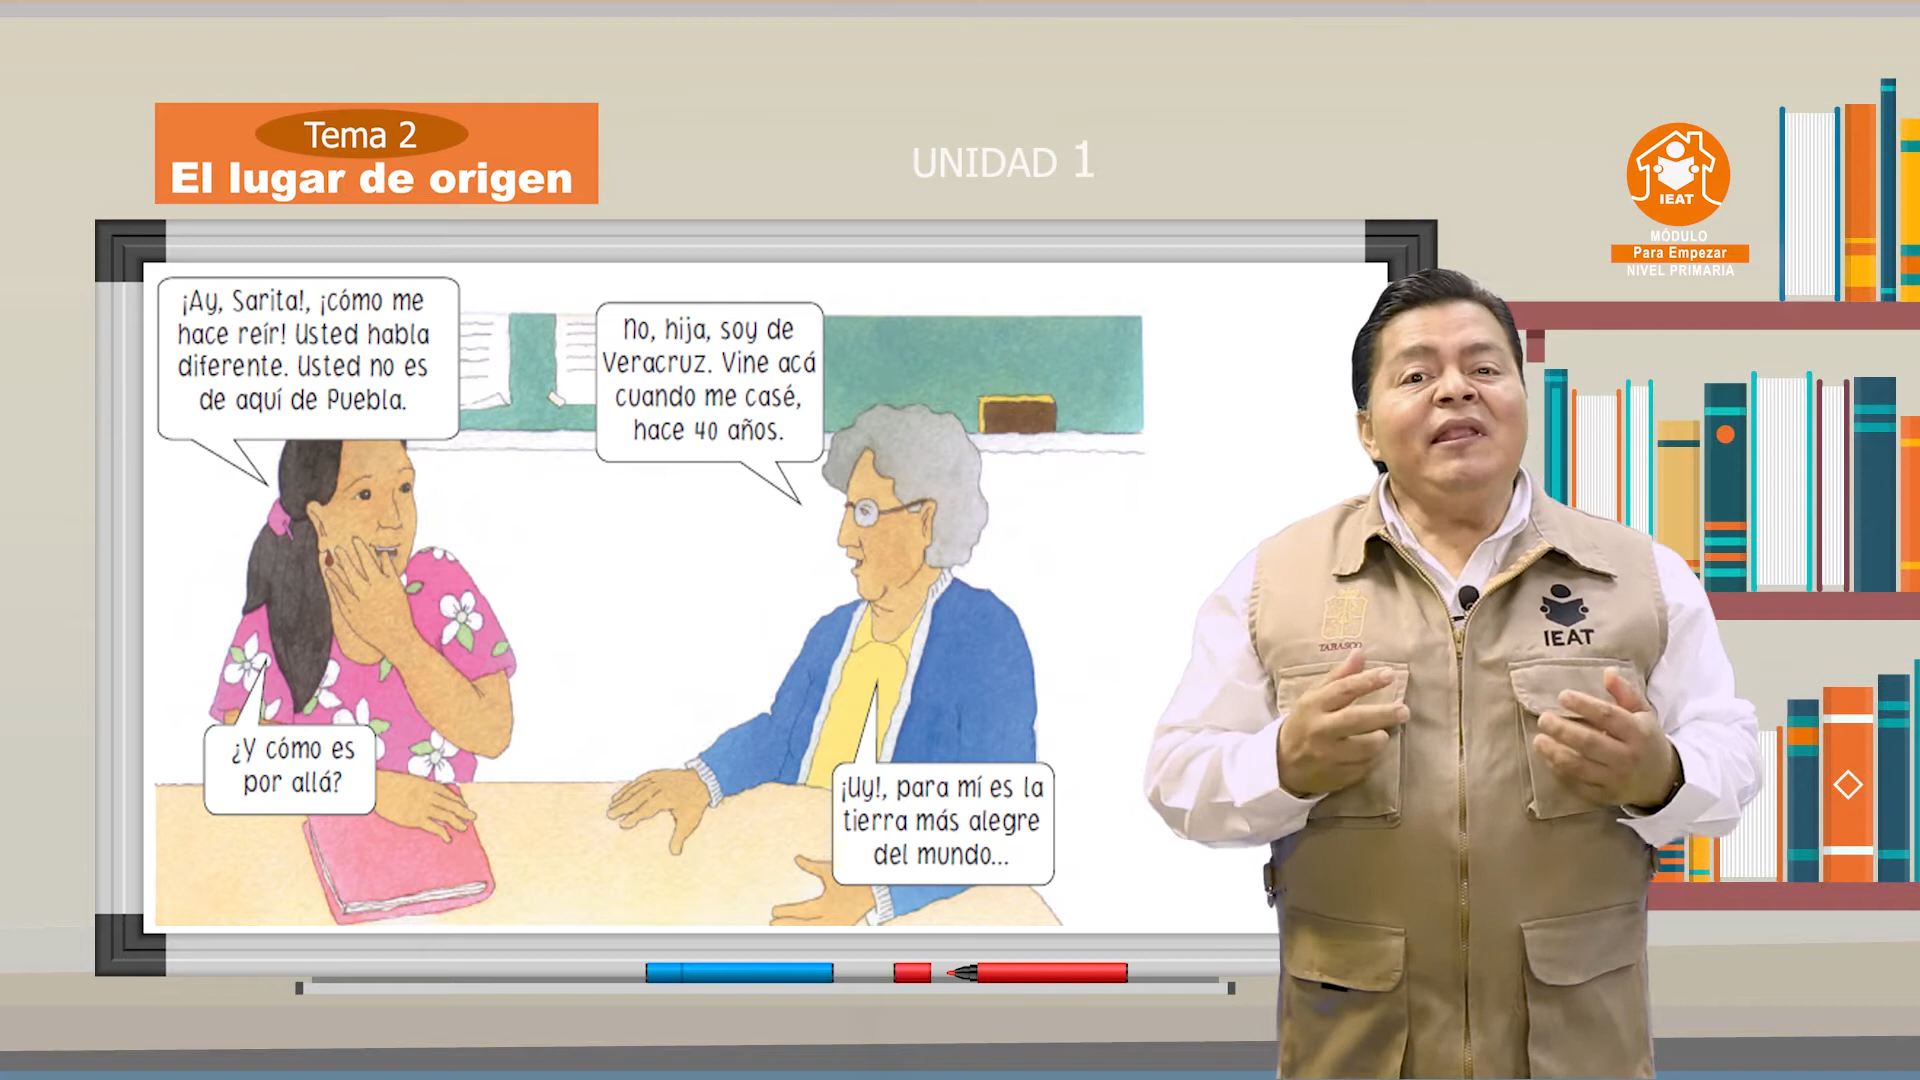 Tema 2
El lugar de origen
UNIDAD 1
IEAT
MÓDULO
Para Empezar
NIVEL PRIMARIA
¡Ay, Sarita!, ¡cómo me
hace reír! Usted habla
diferente. Usted no es
de aquí de Puebla.
No, hija, soy de
Veracruz. Vine acá
cuando me casé,
hace 40 años.
¿Y cómo es
por allá?
¡Uy!, para mí es la
tierra más alegre
del mundo...
TABASCO
IEAT